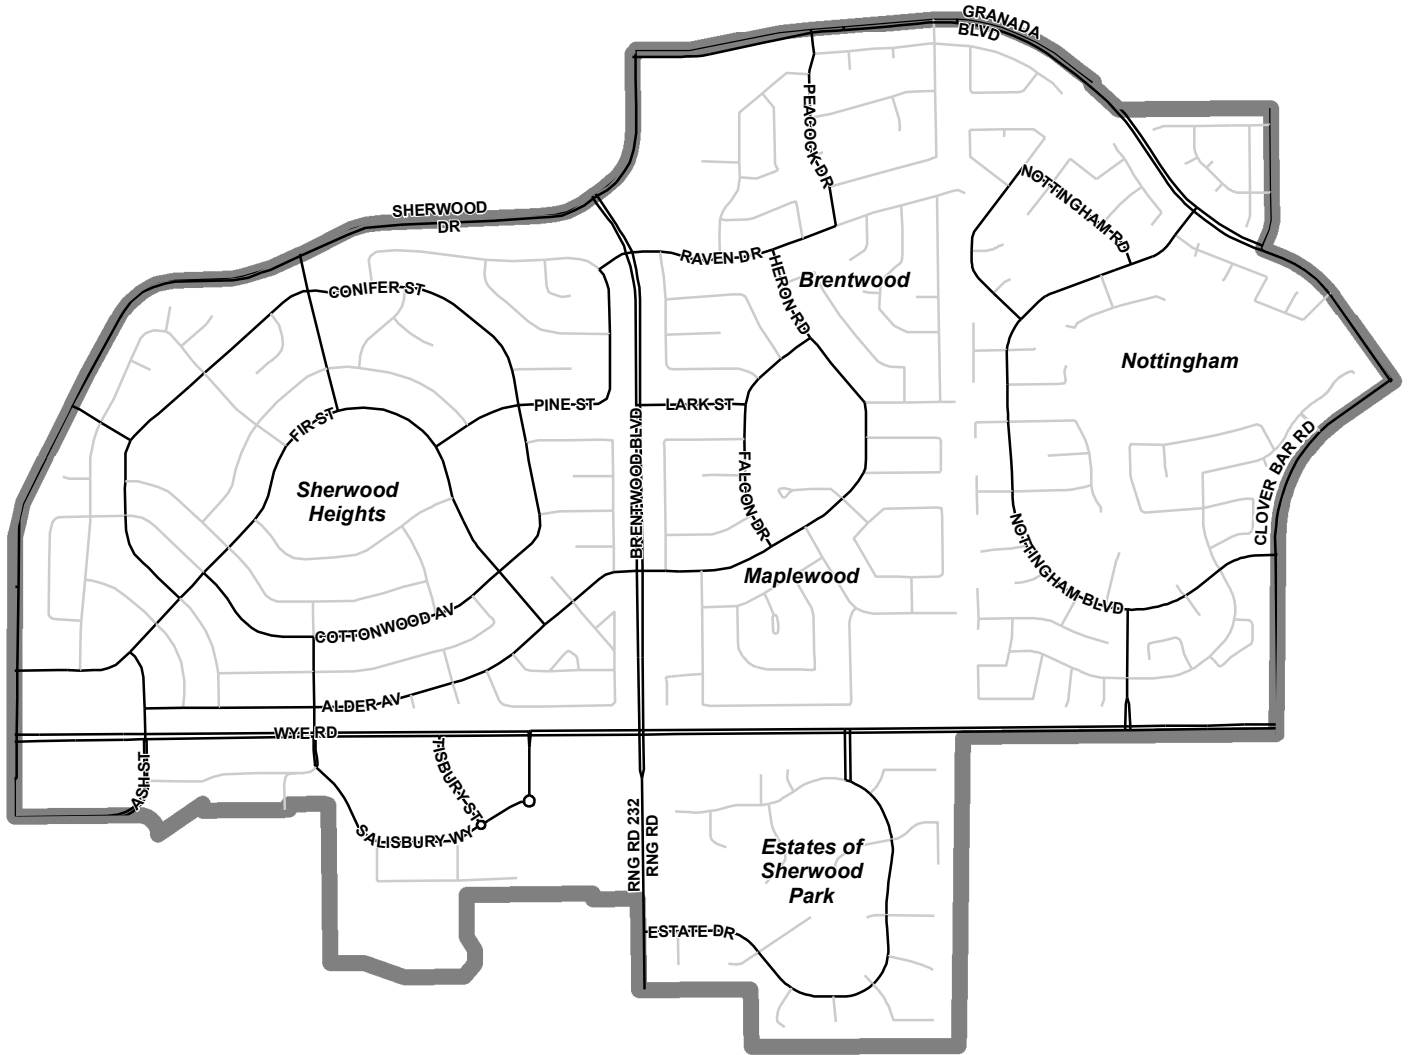 GRANADA
BLVD
SHERWOOD
DR
PEACOCK DR
NOTTINGHAM RD
RAVEN DR
HERON RD
Brentwood
CONIFER ST
Nottingham
PINE ST
LARK ST
FIR ST
BRENTWOOD BLVD
FALCON DR
CLOVER BAR RD
Sherwood
Heights
NOTTINGHAM BLVD
Maplewood
COTTONWOOD AV
ALDER AV
WYE RD
ASH ST
TISBURY ST
SALISBURY WY
RNG RD 232
RNG RD
Estates of
Sherwood
Park
ESTATE DR